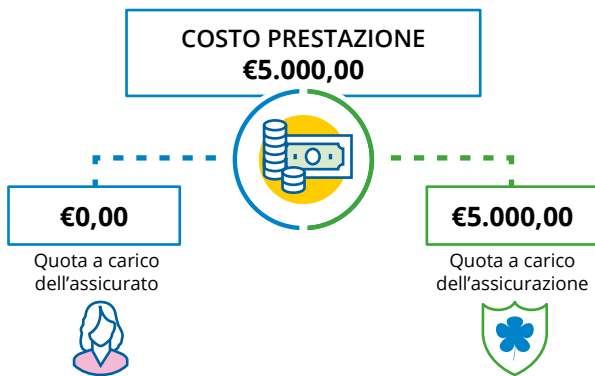 COSTO PRESTAZIONE
€5.000,00
€0,00
Quota a carico
dell’assicurato
€5.000,00
Quota a carico
dell’assicurazione